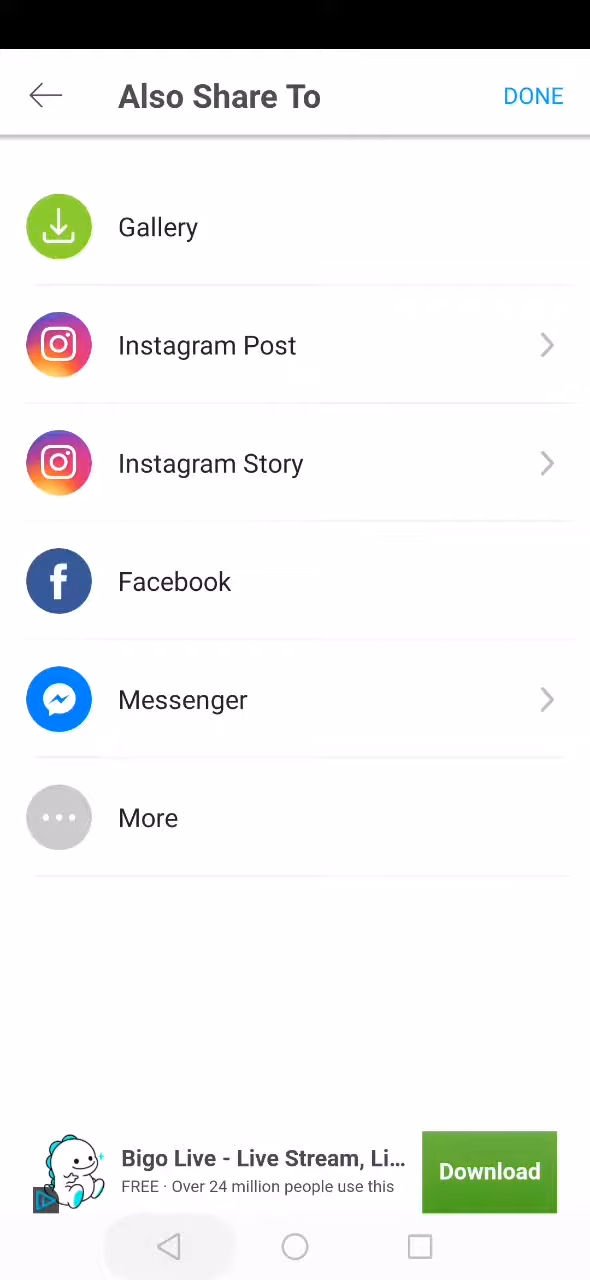 Also Share To
DONE
Gallery
Instagram Post
Instagram Story
Facebook
Messenger
More
Bigo Live - Live Stream, Li...
FREE · Over 24 million people use this
Download